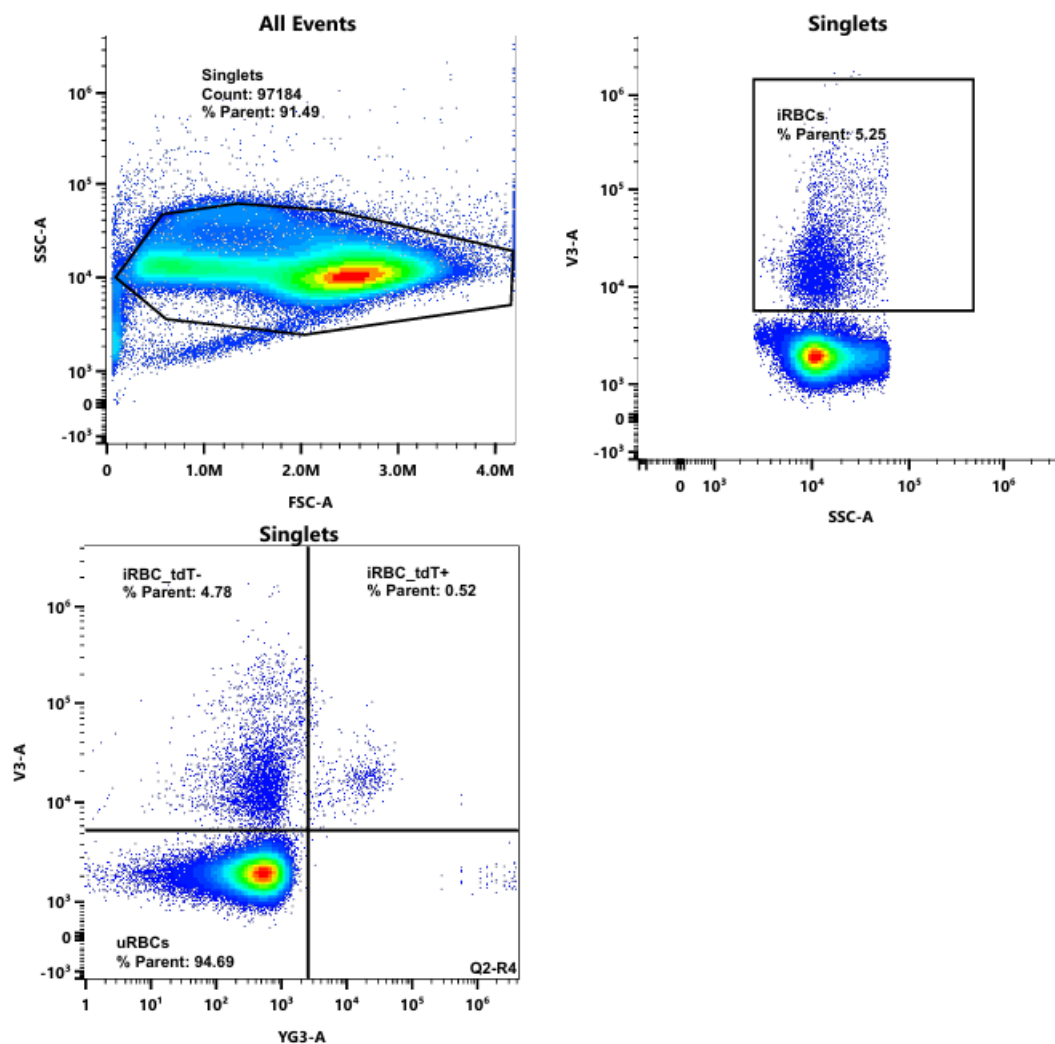 All Events
Singlets
Count: 97184
% Parent: 91.49
10⁶
10⁵
10⁴
10³
0
-10³
SSC-A
0
1.0M
2.0M
3.0M
4.0M
FSC-A
Singlets
iRBCs
% Parent: 5.25
10⁶
10⁵
10⁴
10³
0
-10³
V3-A
0
10³
10⁴
10⁵
10⁶
SSC-A
Singlets
iRBC_tdT-
% Parent: 4.78
iRBC_tdT+
% Parent: 0.52
10⁶
10⁵
10⁴
10³
0
-10³
V3-A
uRBCs
% Parent: 94.69
Q2-R4
1
10¹
10²
10³
10⁴
10⁵
10⁶
YG3-A